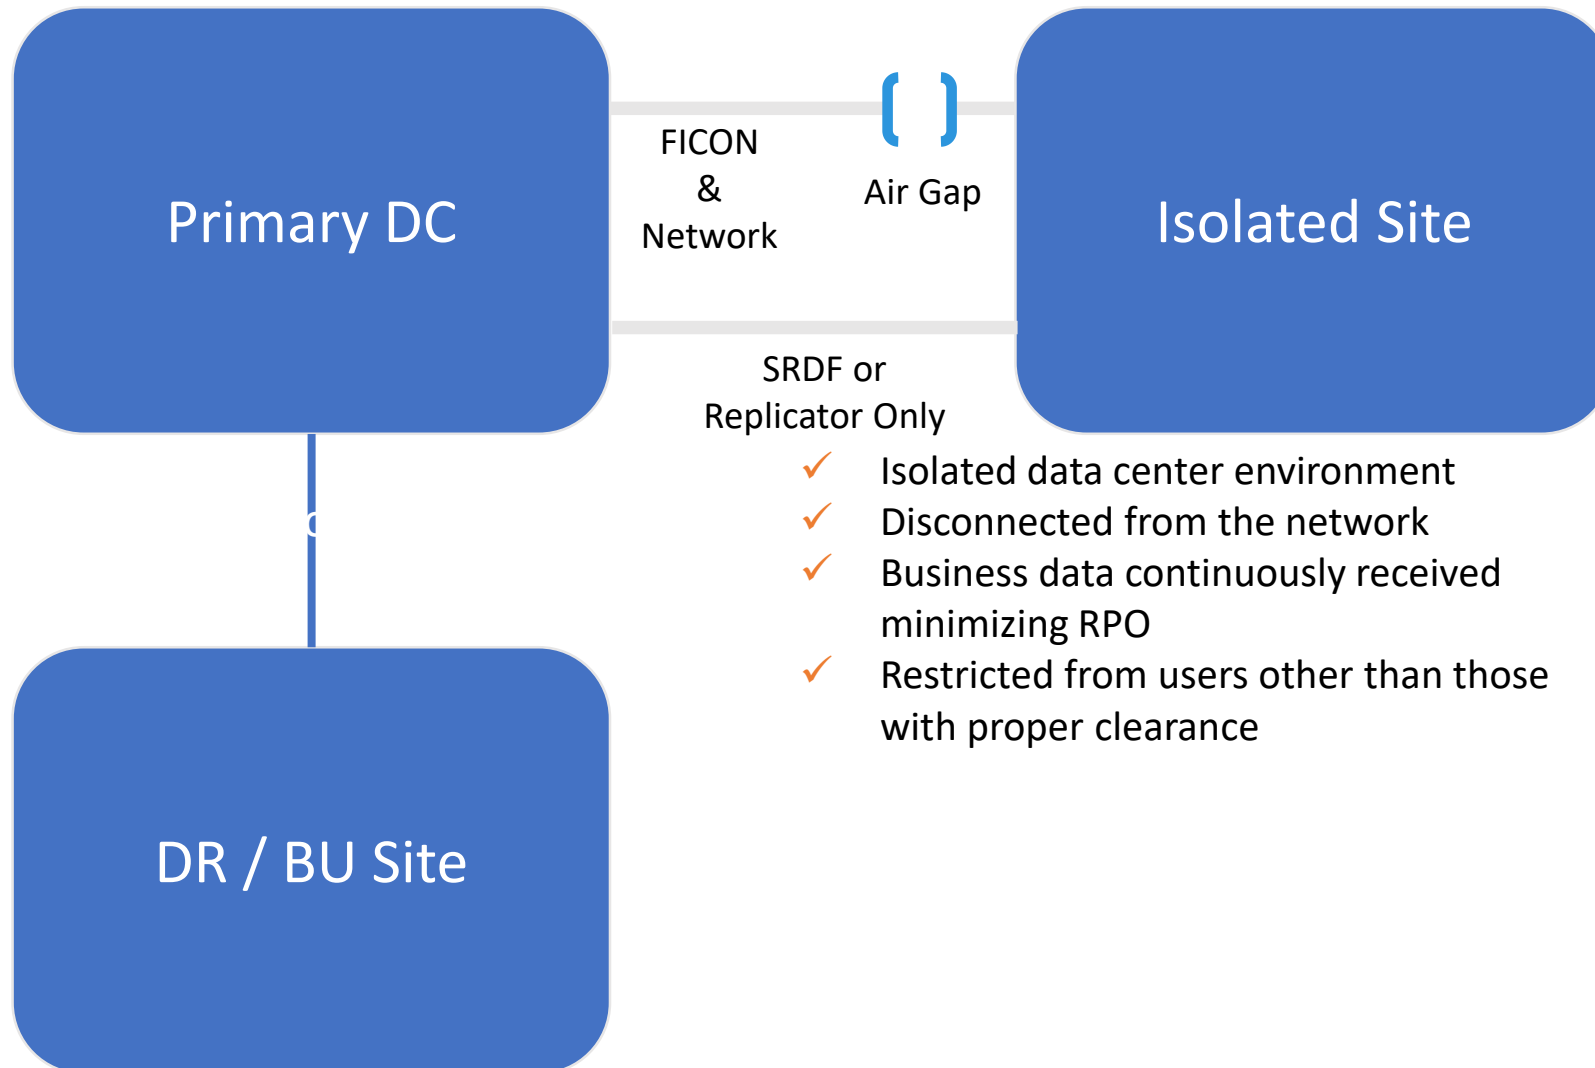 Primary DC
FICON
&
Network
Air Gap
Isolated Site
SRDF or
Replicator Only
✓ Isolated data center environment
✓ Disconnected from the network
✓ Business data continuously received
minimizing RPO
✓ Restricted from users other than those
with proper clearance
DR / BU Site